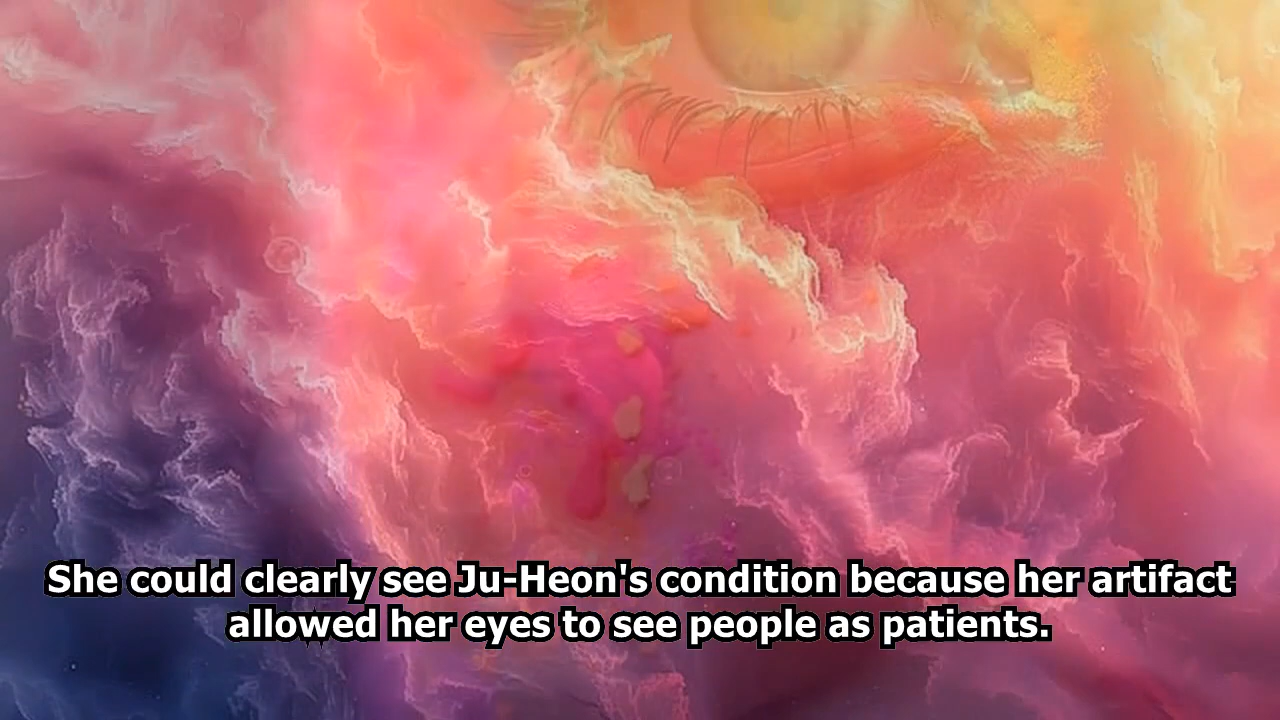 She could clearly see Ju-Heon's condition because her artifact
allowed her eyes to see people as patients.